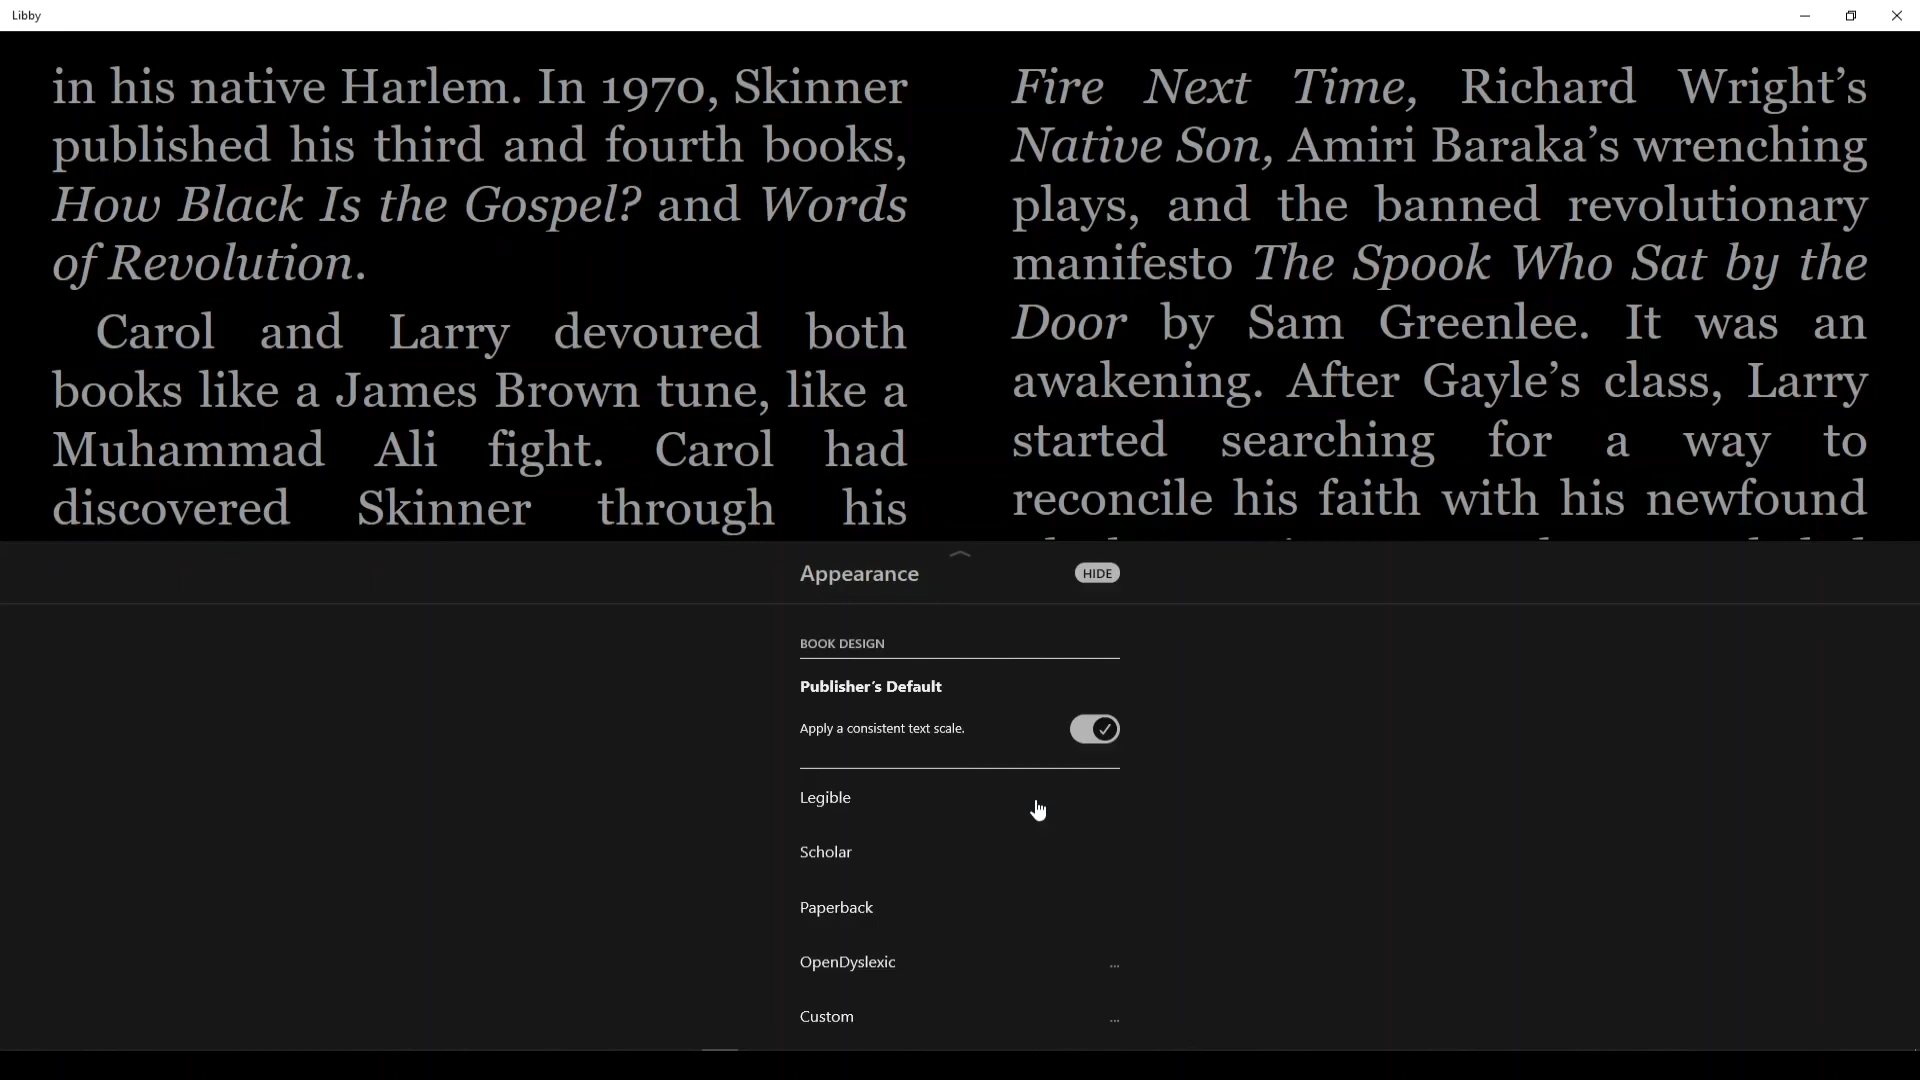 Libby
in his native Harlem. In 1970, Skinner
published his third and fourth books,
How Black Is the Gospel? and Words
of Revolution.
Carol and Larry devoured both
books like a James Brown tune, like a
Muhammad Ali fight. Carol had
discovered Skinner through his
Fire Next Time, Richard Wright’s
Native Son, Amiri Baraka’s wrenching
plays, and the banned revolutionary
manifesto The Spook Who Sat by the
Door by Sam Greenlee. It was an
awakening. After Gayle’s class, Larry
started searching for a way to
reconcile his faith with his newfound
Appearance
HIDE
BOOK DESIGN
Publisher’s Default
Apply a consistent text scale.
Legible
Scholar
Paperback
OpenDyslexic ...
Custom ...